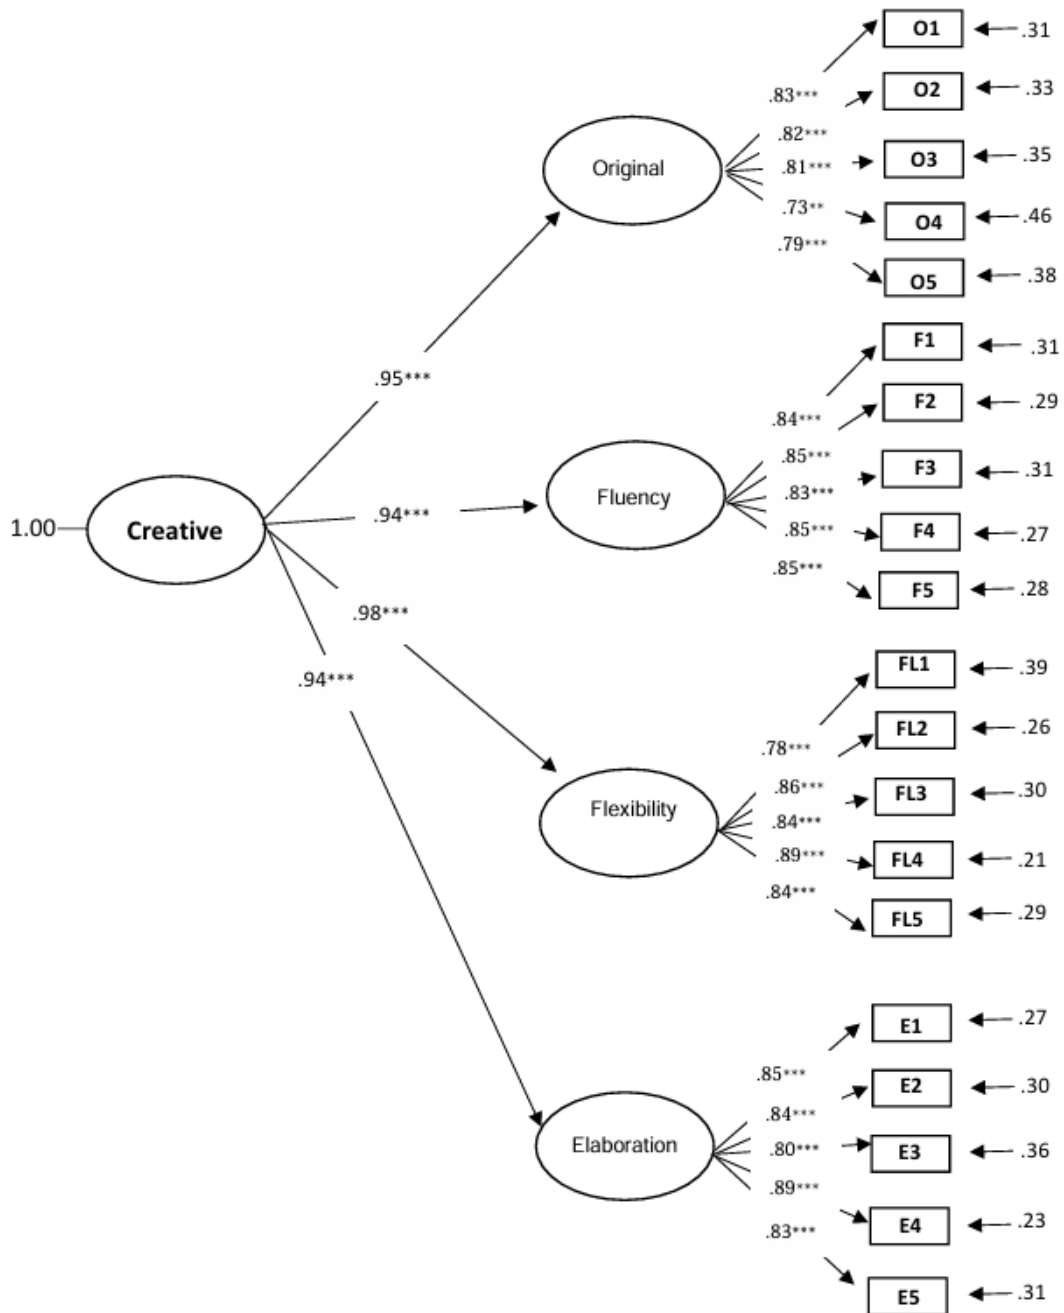 O1 .31
.83***
O2 .33
.82***
Original .81*** O3 .35
.73** O4 .46
.79***
O5 .38
F1 .31
.95***
F2 .29
.84***
.85***
F3 .31
Fluency .83***
1.00 Creative .94*** .85*** F4 .27
.85*** F5 .28
.98***
FL1 .39
.94***
FL2 .26
.78***
.86*** FL3 .30
Flexibility .84***
.89*** FL4 .21
.84***
FL5 .29
E1 .27
.85***
E2 .30
.84***
Elaboration .80*** E3 .36
.89***
E4 .23
.83***
E5 .31